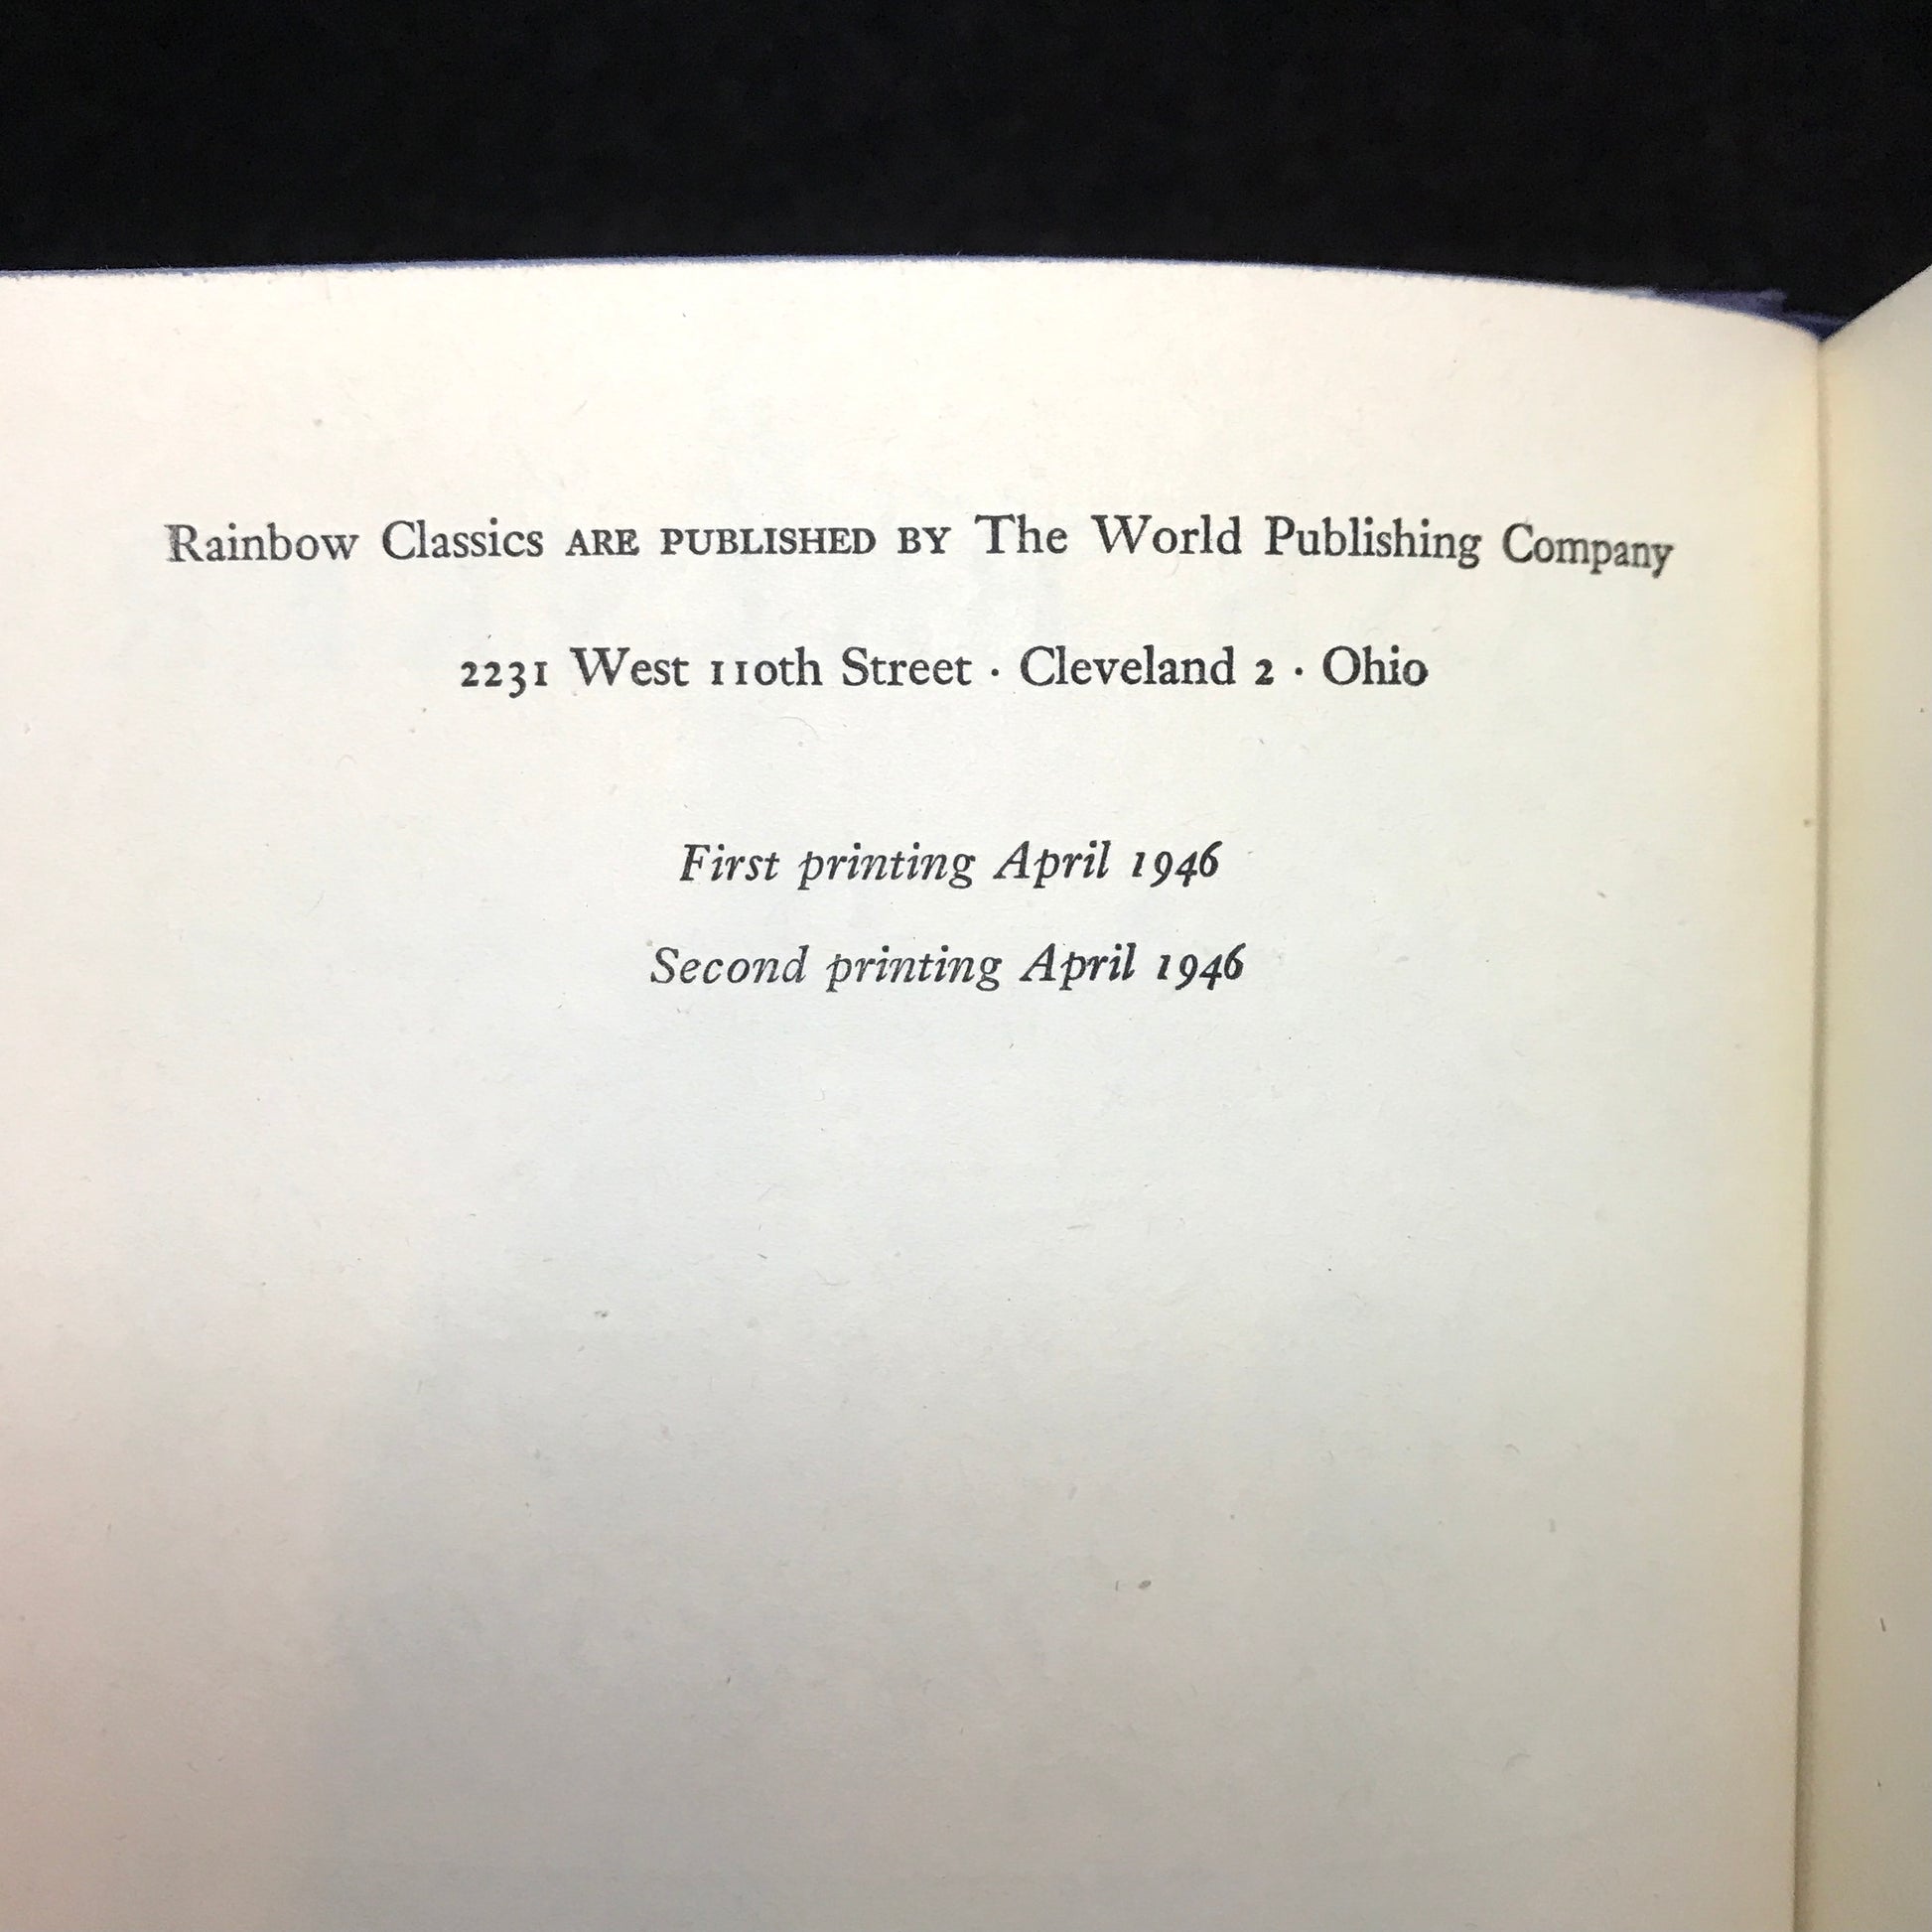 Rainbow Classics ARE PUBLISHED BY The World Publishing Company
2231 West 110th Street · Cleveland 2 · Ohio
First printing April 1946
Second printing April 1946